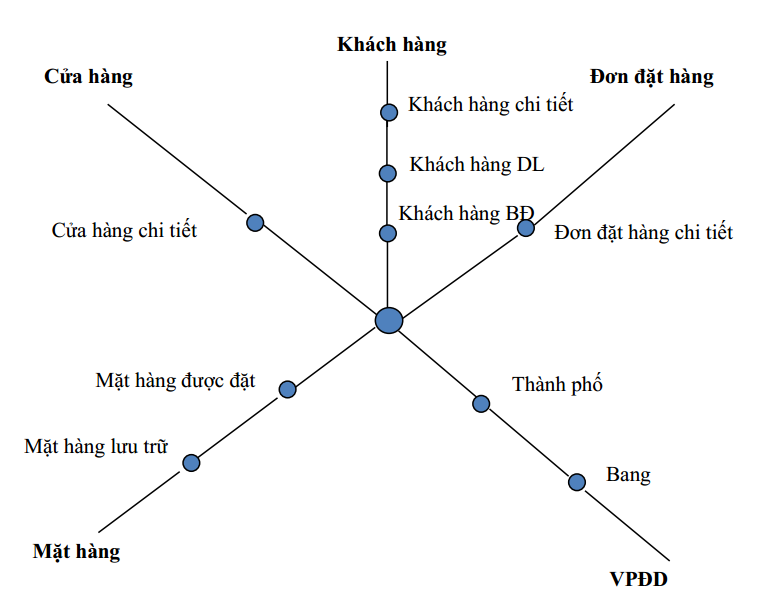 Khách hàng
Cửa hàng
Đơn đặt hàng
Khách hàng chi tiết
Khách hàng DL
Khách hàng BĐ
Cửa hàng chi tiết
Đơn đặt hàng chi tiết
Mặt hàng được đặt
Thành phố
Mặt hàng lưu trữ
Bang
Mặt hàng
VPĐD